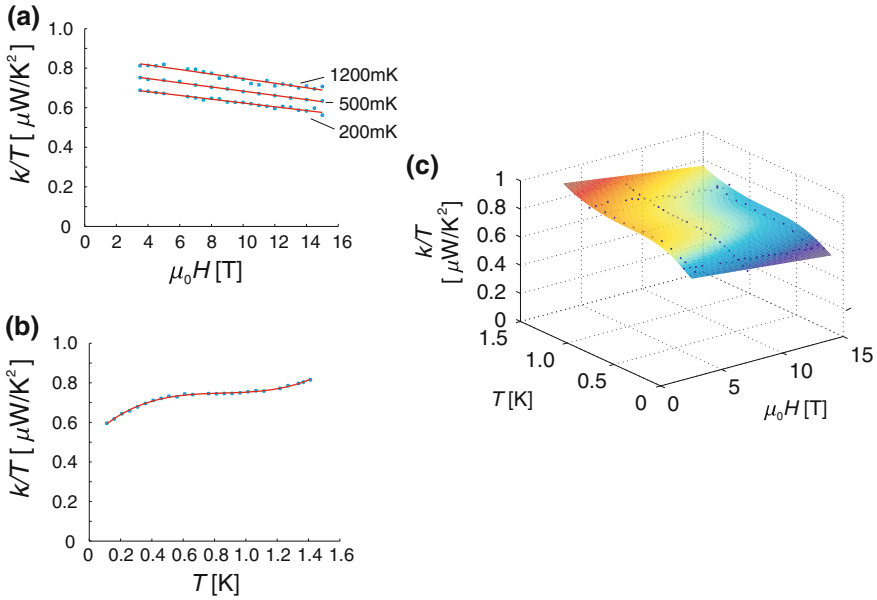 (a)
1.0
0.8
0.6
0.4
0.2
0
k/T [ μW/K²]
1200mK
500mK
200mK
0 2 4 6 8 10 12 14 16
μ₀H [T]
(b)
1.0
0.8
0.6
0.4
0.2
0
k/T [ μW/K²]
0 0.2 0.4 0.6 0.8 1.0 1.2 1.4 1.6
T [K]
(c)
1
0.8
0.6
0.4
0.2
0
k/T
[ μW/K²]
1.5
1.0
0.5
0
T [K]
0
5
10
15
μ₀H [T]